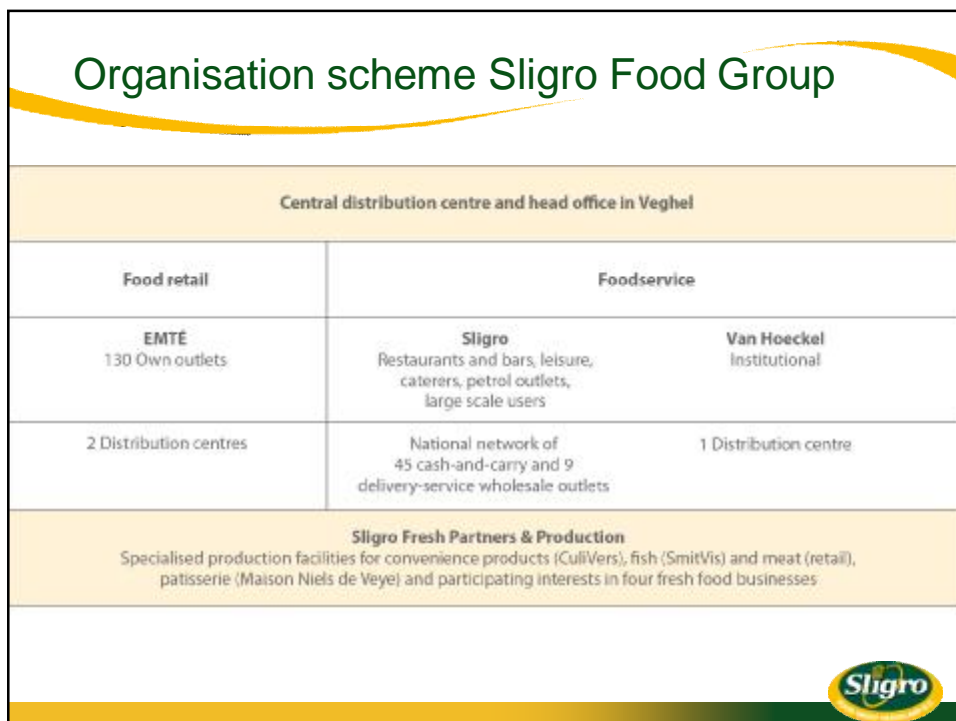 Organisation scheme Sligro Food Group
Central distribution centre and head office in Veghel
Food retail
Foodservice
EMTÉ
130 Own outlets
Sligro
Restaurants and bars, leisure,
caterers, petrol outlets,
large scale users
Van Hoeckel
Institutional
2 Distribution centres
National network of
45 cash-and-carry and 9
delivery-service wholesale outlets
1 Distribution centre
Sligro Fresh Partners & Production
Specialised production facilities for convenience products (CuliVers), fish (SmitVis) and meat (retail),
patisserie (Maison Niels de Veye) and participating interests in four fresh food businesses
Sligro